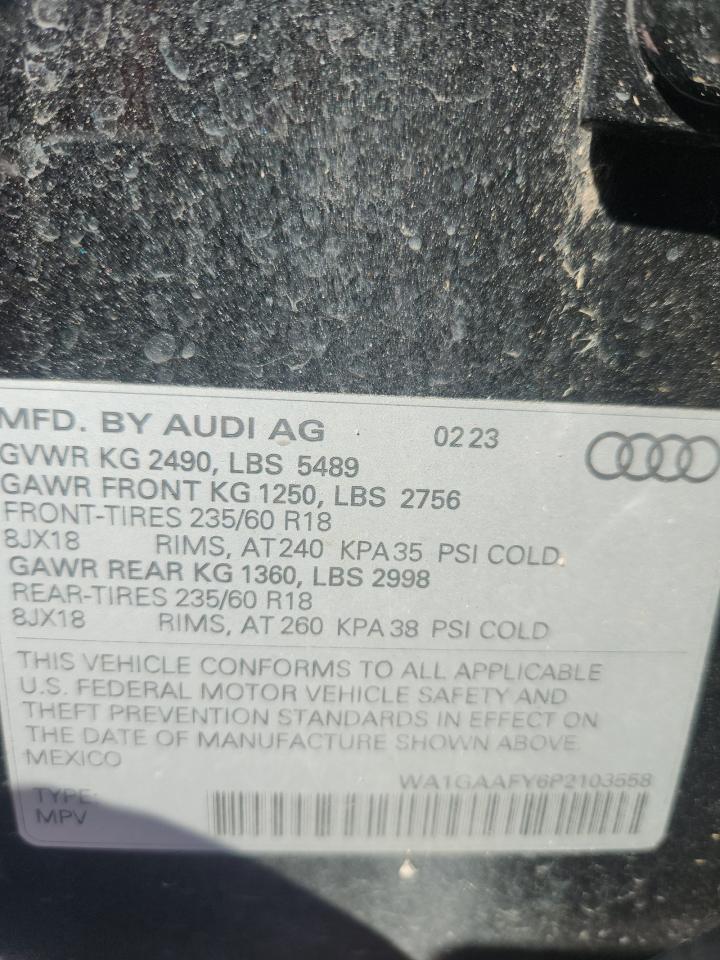 MFD. BY AUDI AG 02 23
GVWR KG 2490, LBS 5489
GAWR FRONT KG 1250, LBS 2756
FRONT-TIRES 235/60 R18
8JX18 RIMS, AT 240 KPA 35 PSI COLD
GAWR REAR KG 1360, LBS 2998
REAR-TIRES 235/60 R18
8JX18 RIMS, AT 260 KPA 38 PSI COLD
THIS VEHICLE CONFORMS TO ALL APPLICABLE
U.S. FEDERAL MOTOR VEHICLE SAFETY AND
THEFT PREVENTION STANDARDS IN EFFECT ON
THE DATE OF MANUFACTURE SHOWN ABOVE.
MEXICO
WA1GAAFY6P2103558
TYPE:
MPV